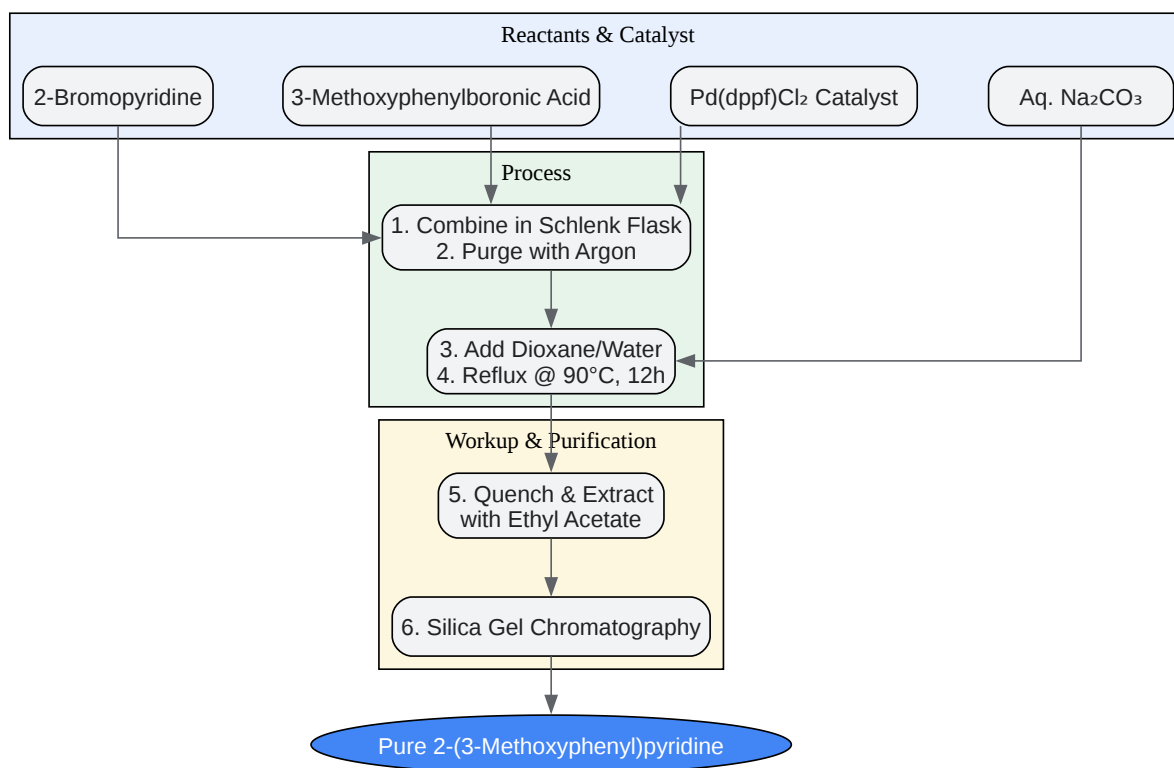 Reactants & Catalyst
2-Bromopyridine
3-Methoxyphenylboronic Acid
Pd(dppf)Cl₂ Catalyst
Aq. Na₂CO₃
Process
1. Combine in Schlenk Flask
2. Purge with Argon
3. Add Dioxane/Water
4. Reflux @ 90°C, 12h
Workup & Purification
5. Quench & Extract
with Ethyl Acetate
6. Silica Gel Chromatography
Pure 2-(3-Methoxyphenyl)pyridine